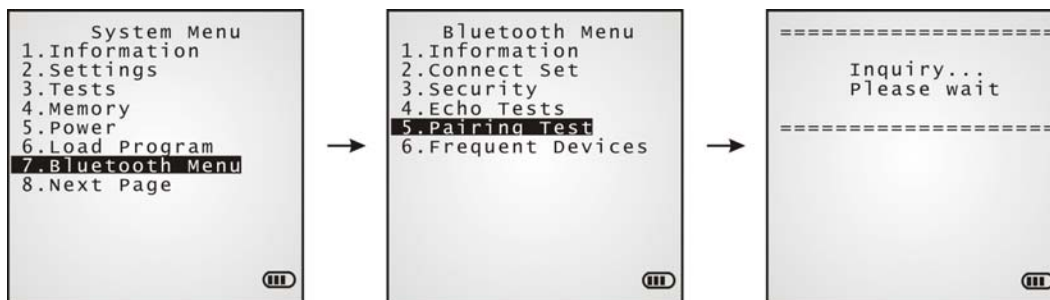 System Menu
1.Information
2.Settings
3.Tests
4.Memory
5.Power
6.Load Program
7.Bluetooth Menu
8.Next Page
Bluetooth Menu
1.Information
2.Connect Set
3.Security
4.Echo Tests
5.Pairing Test
6.Frequent Devices
===================
Inquiry...
Please wait
===================